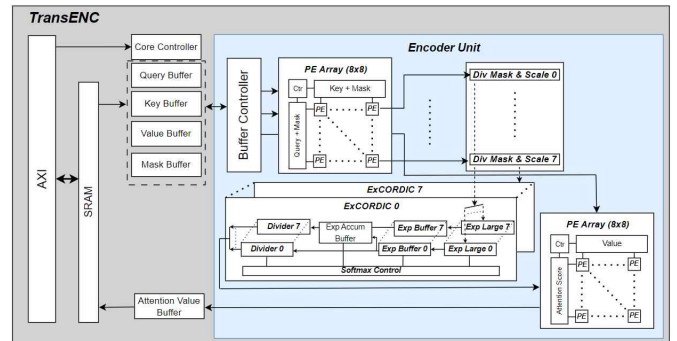 TransENC
Encoder Unit
AXI
SRAM
Core Controller
Query Buffer
Key Buffer
Value Buffer
Mask Buffer
Buffer Controller
PE Array (8x8)
Ctr
Key + Mask
Query + Mask
PE
PE
PE
PE
Div Mask & Scale 0
Div Mask & Scale 7
ExCORDIC 7
ExCORDIC 0
Divider 7
Exp Accum
Buffer
Exp Buffer 7
Exp Large 7
Divider 0
Exp Buffer 0
Exp Large 0
Softmax Control
PE Array (8x8)
Ctr
Value
Attention Score
PE
PE
PE
PE
Attention Value
Buffer